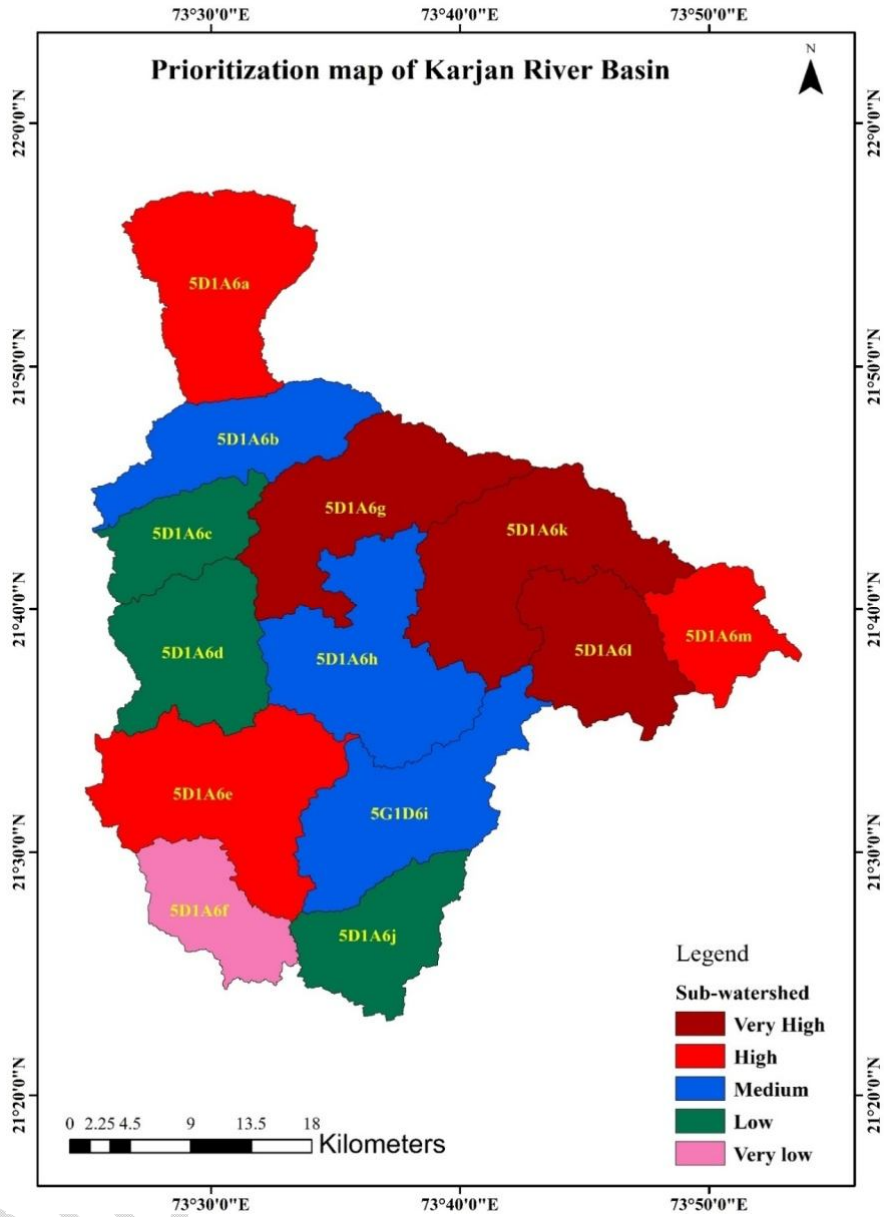 73°30'0"E 73°40'0"E 73°50'0"E
Prioritization map of Karjan River Basin
N
22°0'0"N 22°0'0"N
5D1A6a
21°50'0"N 21°50'0"N
5D1A6b
5D1A6g
5D1A6k
5D1A6c
21°40'0"N 21°40'0"N
5D1A6m
5D1A6l
5D1A6d
5D1A6h
5D1A6e
5G1D6i
21°30'0"N 21°30'0"N
5D1A6f
5D1A6j
Legend
Sub-watershed
Very High
High
Medium
Low
Very low
21°20'0"N 21°20'0"N
0 2.25 4.5 9 13.5 18
Kilometers
73°30'0"E 73°40'0"E 73°50'0"E